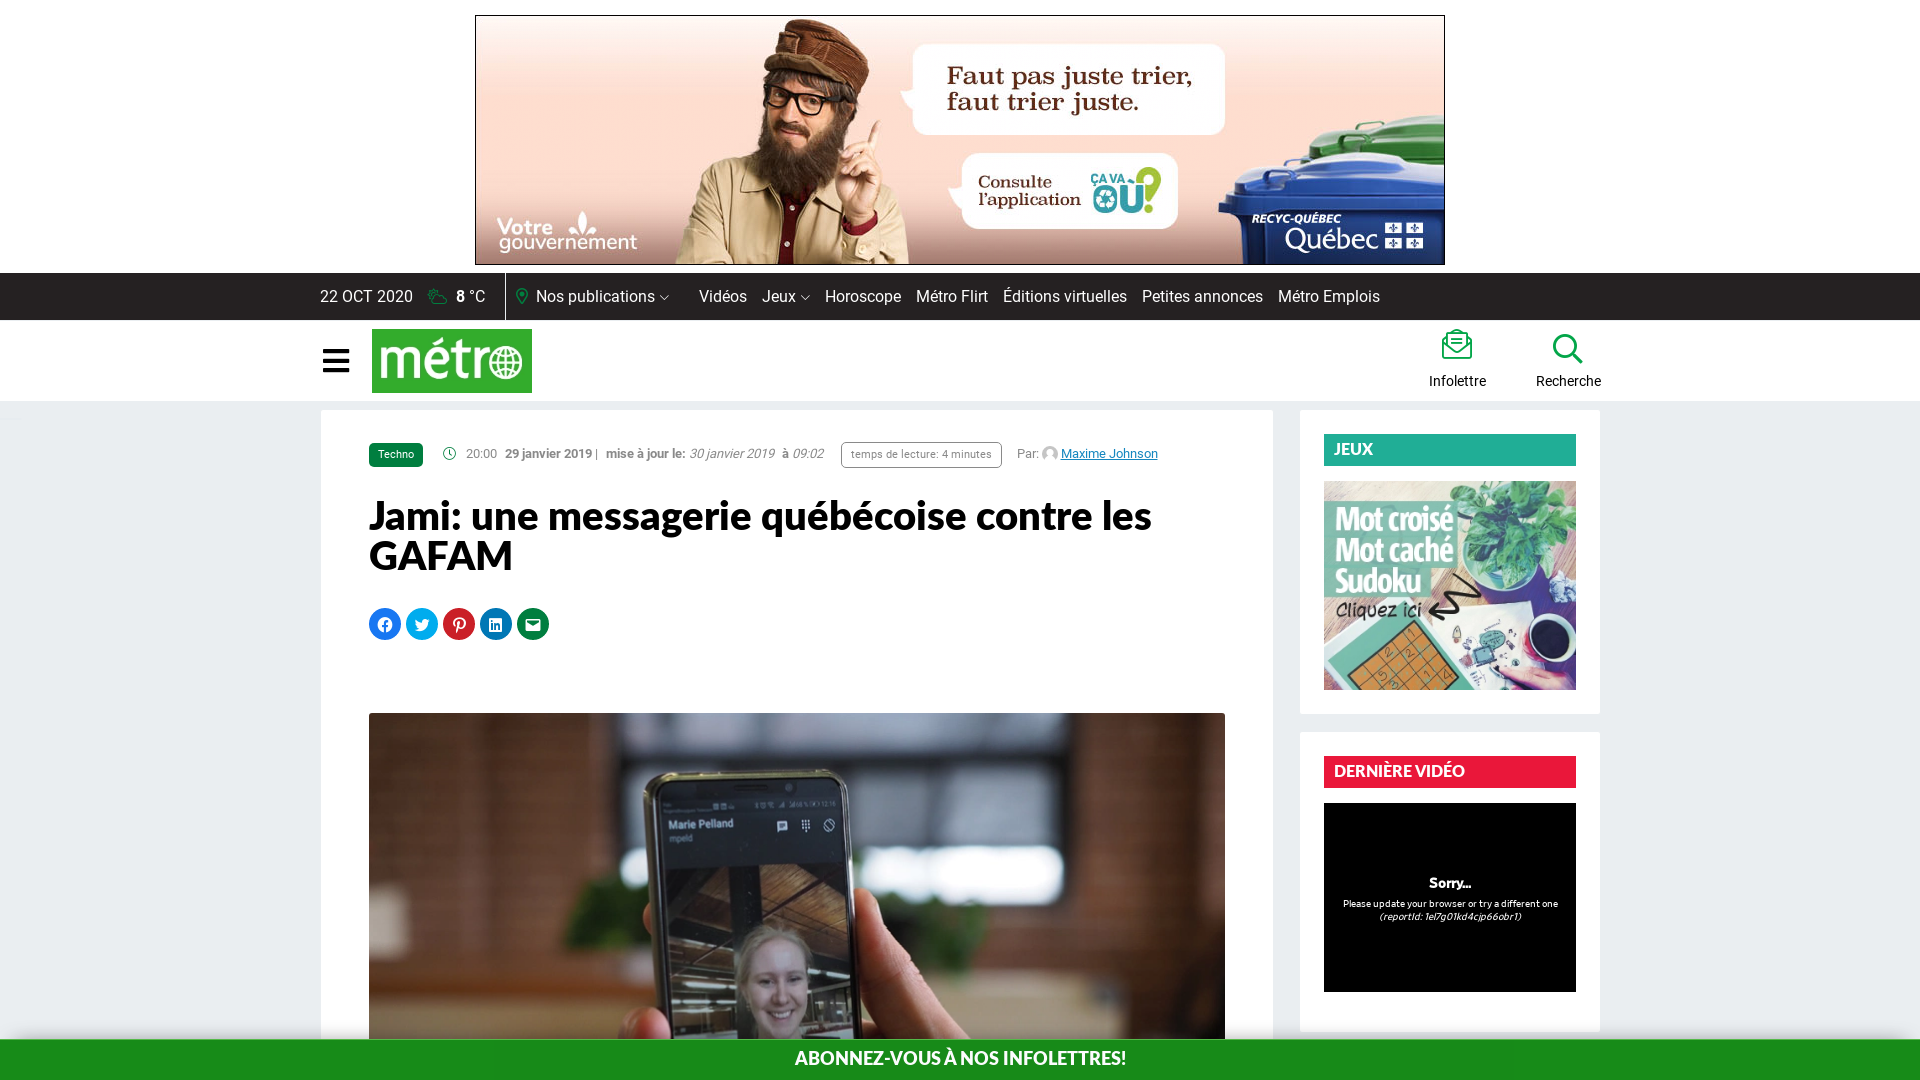 Faut pas juste trier,
faut trier juste.
Consulte
l'application
ÇA VA
OÙ?
Votre
gouvernement
RECYC-QUÉBEC
Québec
22 OCT 2020 8 °C Nos publications Vidéos Jeux Horoscope Métro Flirt Éditions virtuelles Petites annonces Métro Emplois
métro
Infolettre
Recherche
Techno 20:00 29 janvier 2019 | mise à jour le: 30 janvier 2019 à 09:02 temps de lecture: 4 minutes Par: Maxime Johnson
Jami: une messagerie québécoise contre les
GAFAM
Marie Pelland
mpeld
JEUX
Mot croisé
Mot caché
Sudoku
Cliquez ici
DERNIÈRE VIDÉO
Sorry...
Please update your browser or try a different one
(reportId: 1el7g01kd4cjp66obr1)
ABONNEZ-VOUS À NOS INFOLETTRES!